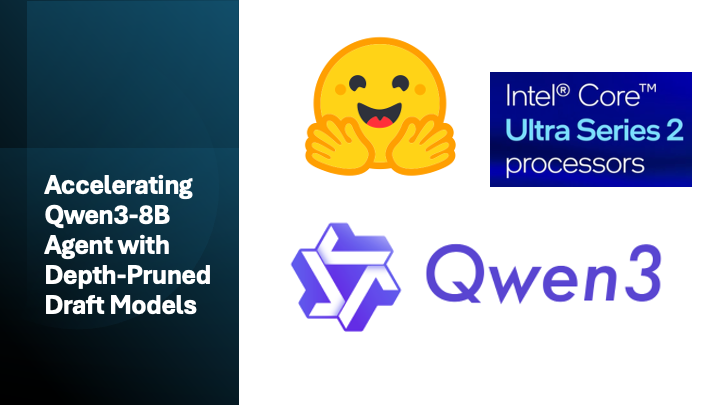 Accelerating
Qwen3-8B
Agent with
Depth-Pruned
Draft Models
Intel® Core™
Ultra Series 2
processors
Qwen3